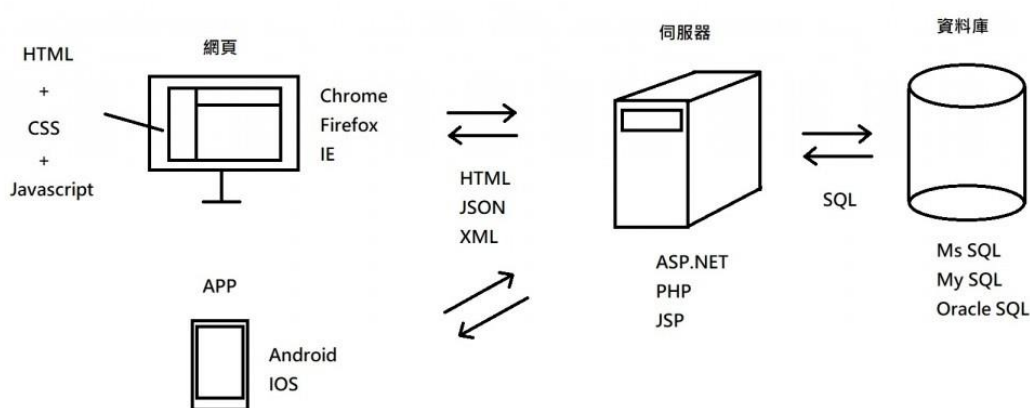 HTML
+
CSS
+
Javascript
網頁
Chrome
Firefox
IE
HTML
JSON
XML
APP
Android
IOS
伺服器
ASP.NET
PHP
JSP
SQL
資料庫
Ms SQL
My SQL
Oracle SQL